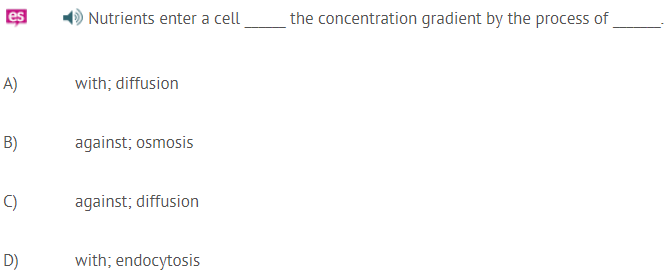 es Nutrients enter a cell ______ the concentration gradient by the process of _______.
A) with; diffusion
B) against; osmosis
C) against; diffusion
D) with; endocytosis